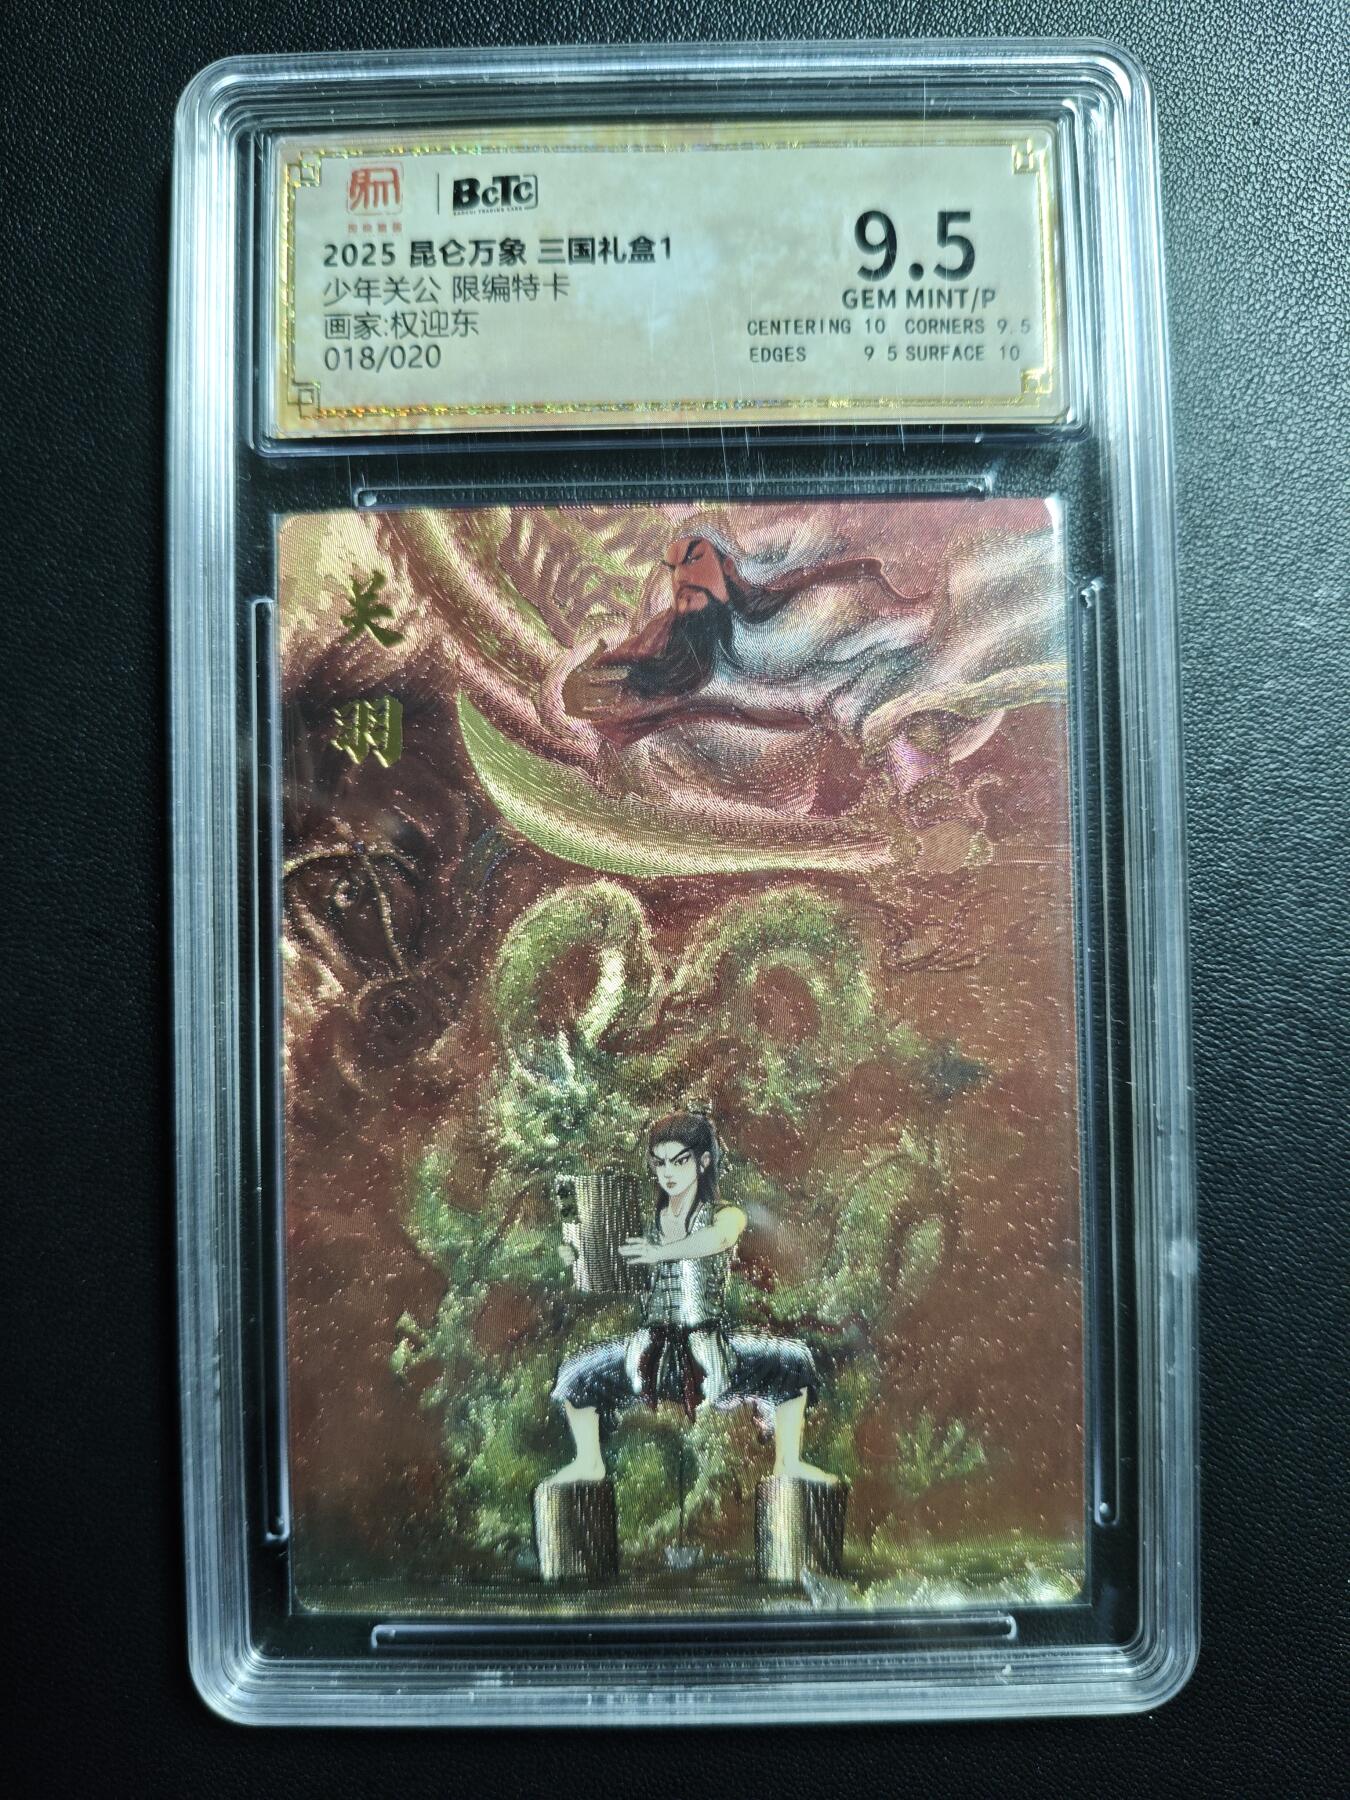 BCTC
2025 昆仑万象 三国礼盒1
少年关公 限编特卡
画家:权迎东
018/020
9.5
GEM MINT/P
CENTERING 10 CORNERS 9.5
EDGES 9 5 SURFACE 10
关
羽